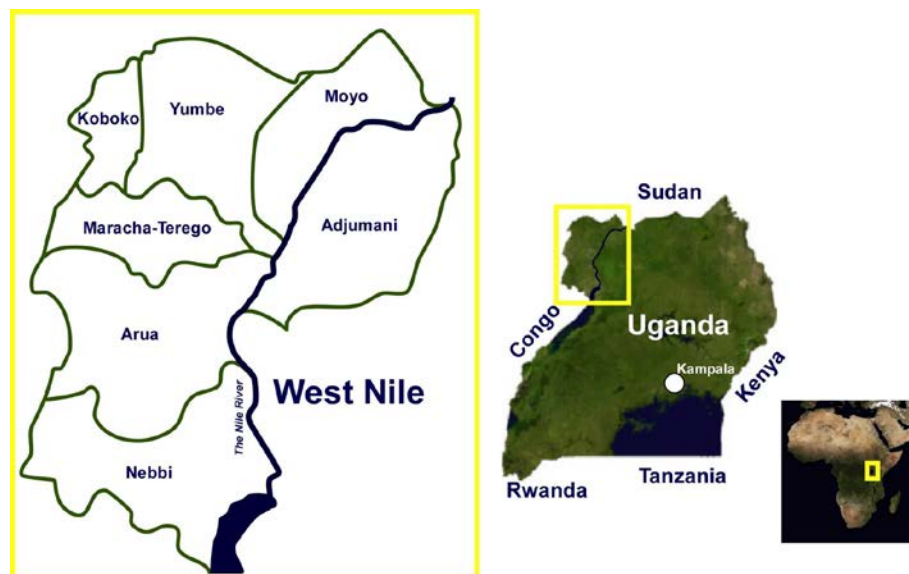 Koboko
Yumbe
Moyo
Maracha-Terego
Adjumani
Arua
The Nile River
West Nile
Nebbi
Sudan
Congo
Uganda
Kampala
Kenya
Rwanda
Tanzania